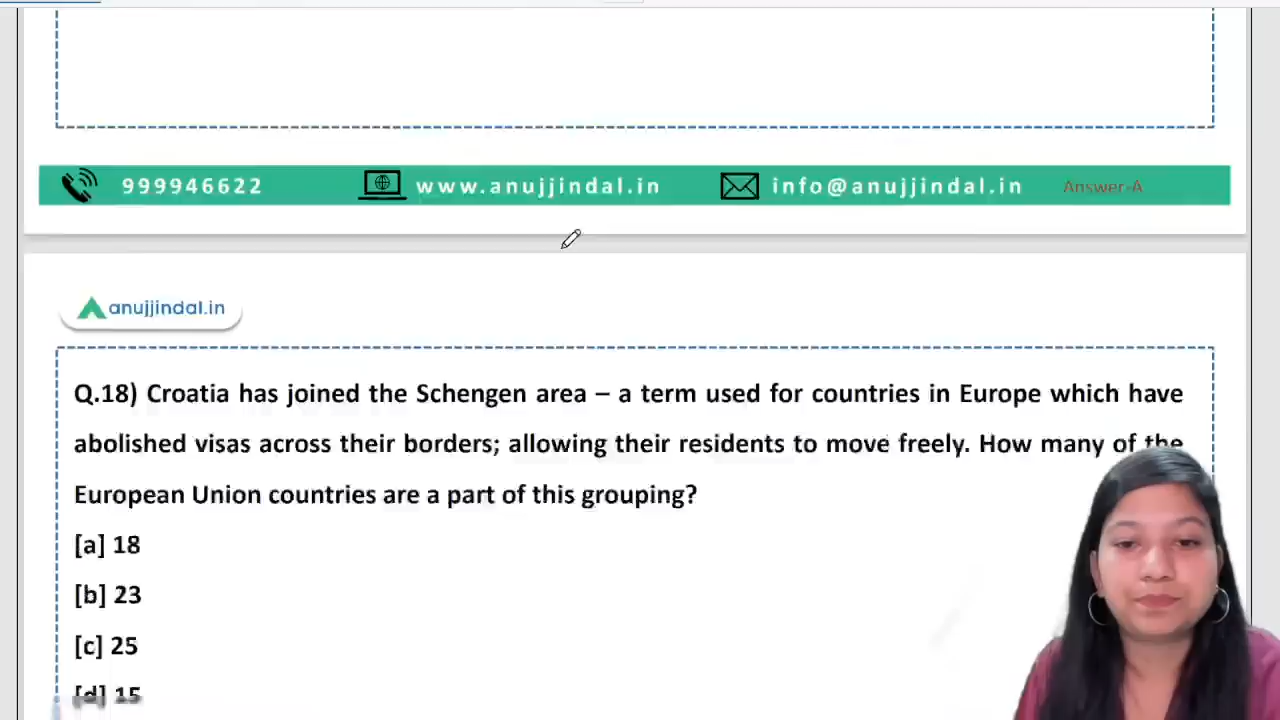 999946622 www.anujjindal.in info@anujjindal.in Answer-A
anujjindal.in
Q.18) Croatia has joined the Schengen area – a term used for countries in Europe which have
abolished visas across their borders; allowing their residents to move freely. How many of the
European Union countries are a part of this grouping?
[a] 18
[b] 23
[c] 25
[d] 15